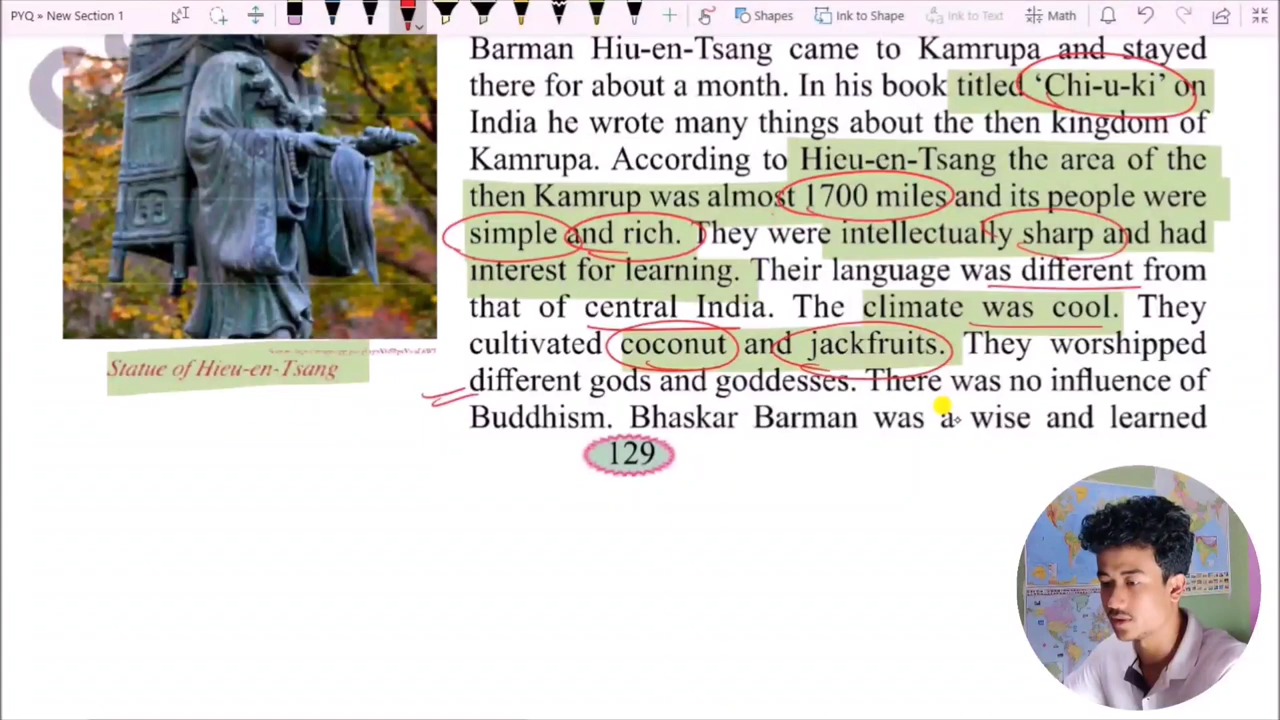 PYQ » New Section 1
Shapes
Ink to Shape
Ink to Text
Math
Barman Hiu-en-Tsang came to Kamrupa and stayed
there for about a month. In his book titled ‘Chi-u-ki’ on
India he wrote many things about the then kingdom of
Kamrupa. According to Hieu-en-Tsang the area of the
then Kamrup was almost 1700 miles and its people were
simple and rich. They were intellectually sharp and had
interest for learning. Their language was different from
that of central India. The climate was cool. They
cultivated coconut and jackfruits. They worshipped
different gods and goddesses. There was no influence of
Buddhism. Bhaskar Barman was a wise and learned
Statue of Hieu-en-Tsang
129